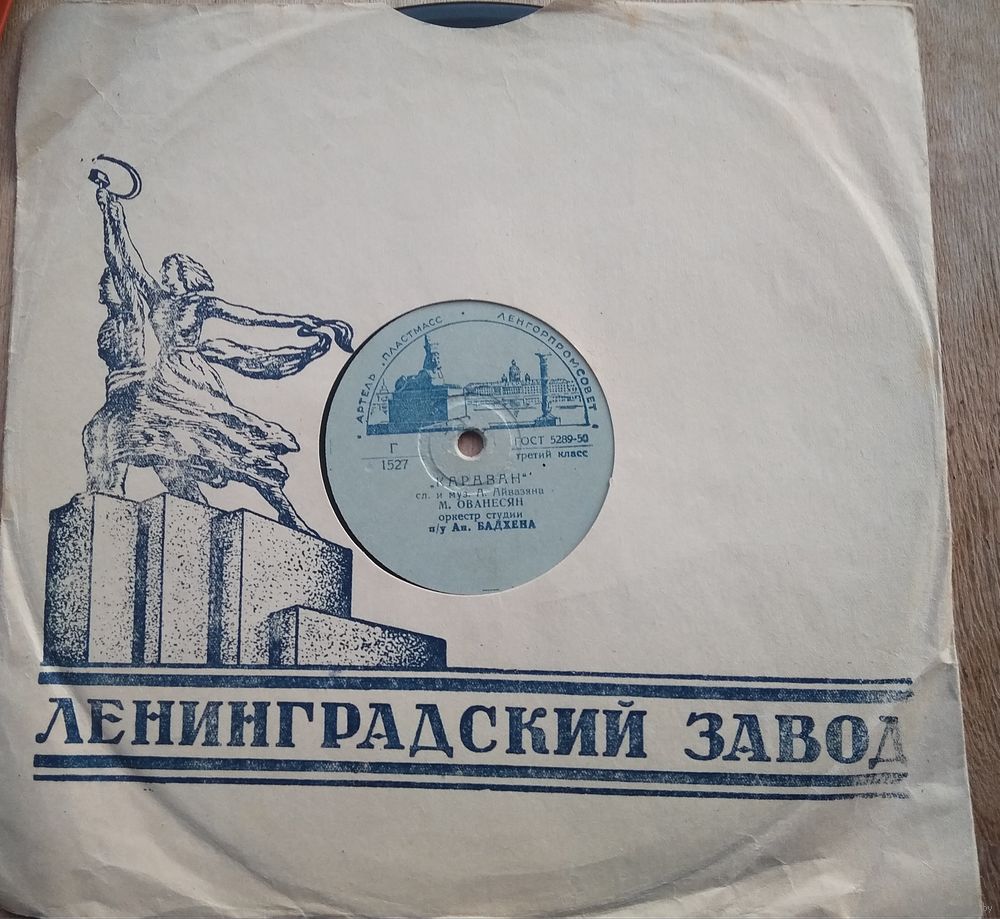 АРТЕЛЬ „ПЛАСТМАСС" • ЛЕНГОРПРОМСОВЕТ
Г
1527
ГОСТ 5289-50
третий класс
„КАРАВАН"
сл. и муз. А. Айвазяна
М. ОВАНЕСЯН
оркестр студии
п/у Ан. БАДХЕНА
ЛЕНИНГРАДСКИЙ ЗАВОД